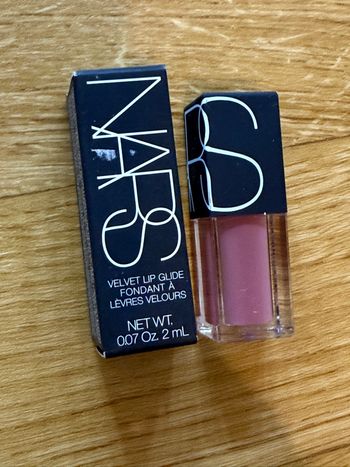 NARS
VELVET LIP GLIDE
FONDANT À
LÈVRES VELOURS
NET WT.
0.07 Oz. 2 mL